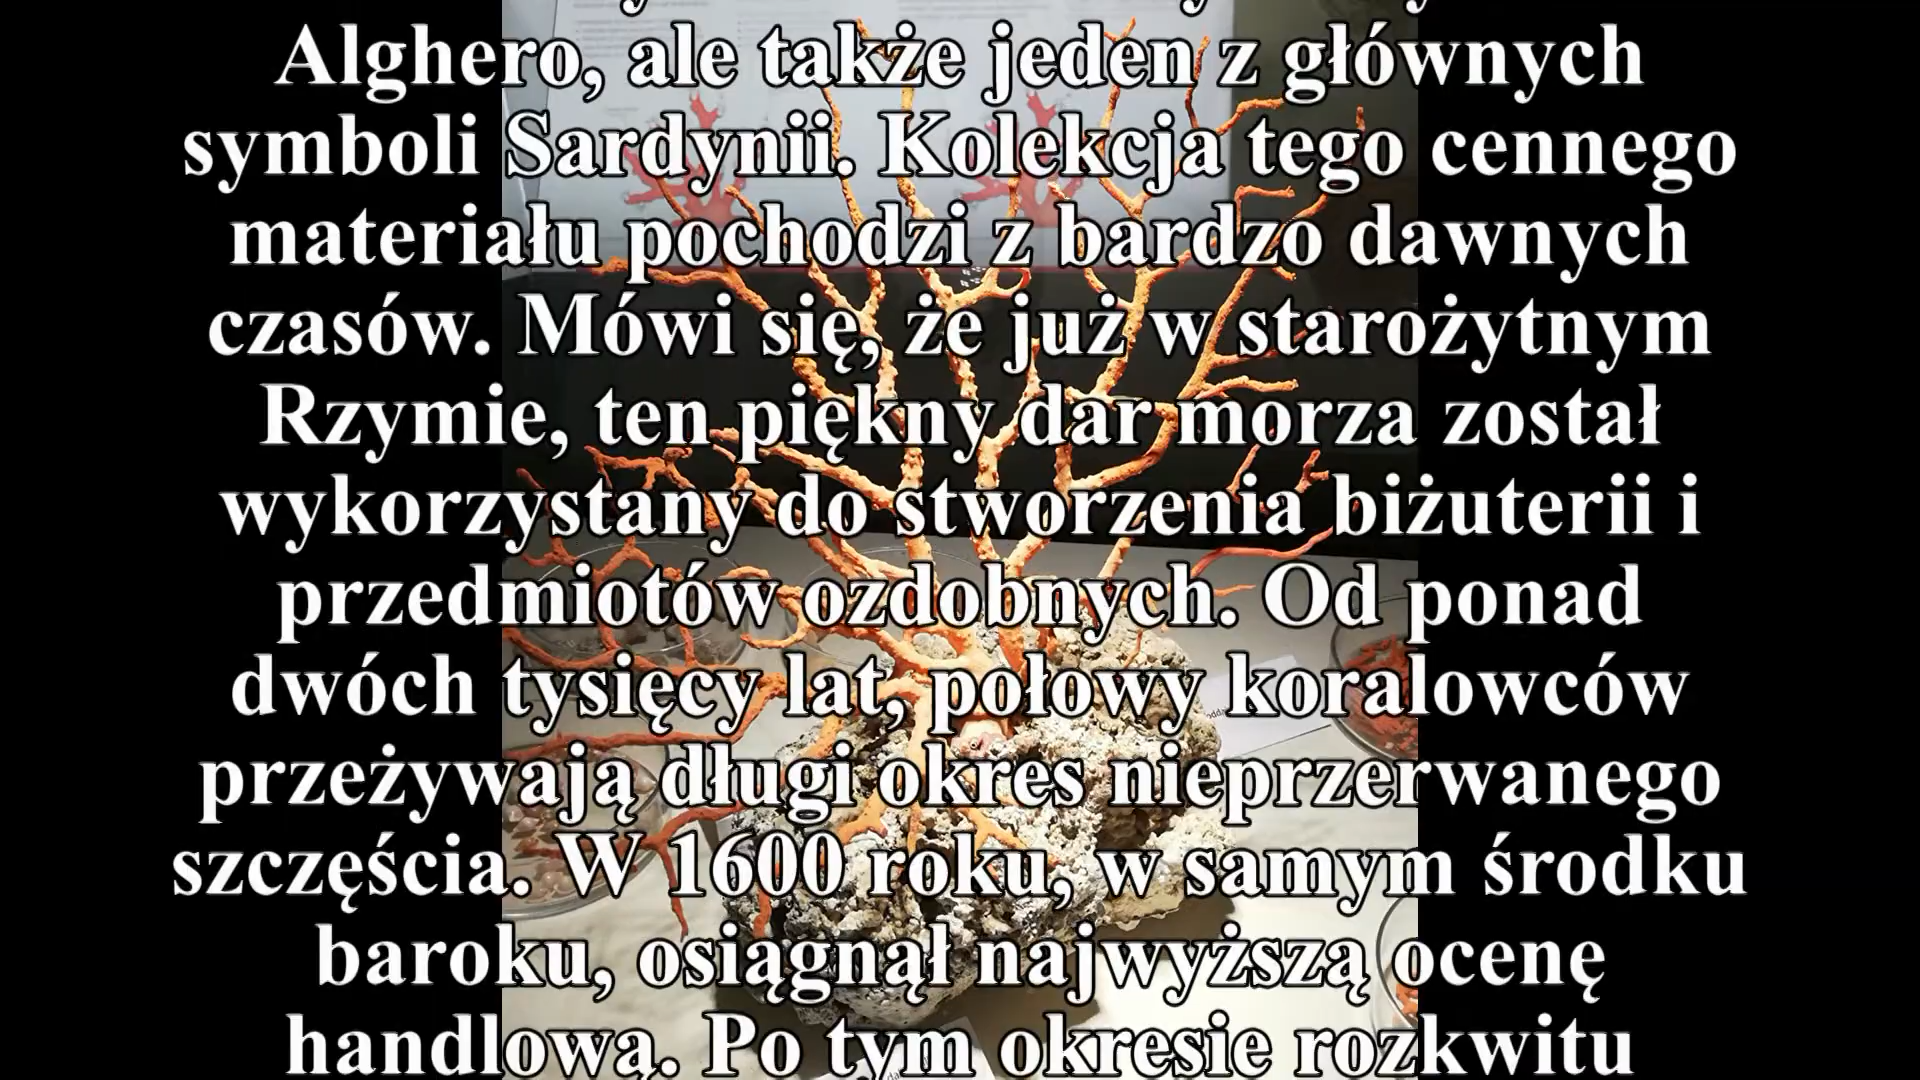 Alghero, ale także jeden z głównych
symboli Sardynii. Kolekcja tego cennego
materiału pochodzi z bardzo dawnych
czasów. Mówi się, że już w starożytnym
Rzymie, ten piękny dar morza został
wykorzystany do stworzenia biżuterii i
przedmiotów ozdobnych. Od ponad
dwóch tysięcy lat, połowy koralowców
przeżywają długi okres nieprzerwanego
szczęścia. W 1600 roku, w samym środku
baroku, osiągnął najwyższą ocenę
handlową. Po tym okresie rozkwitu